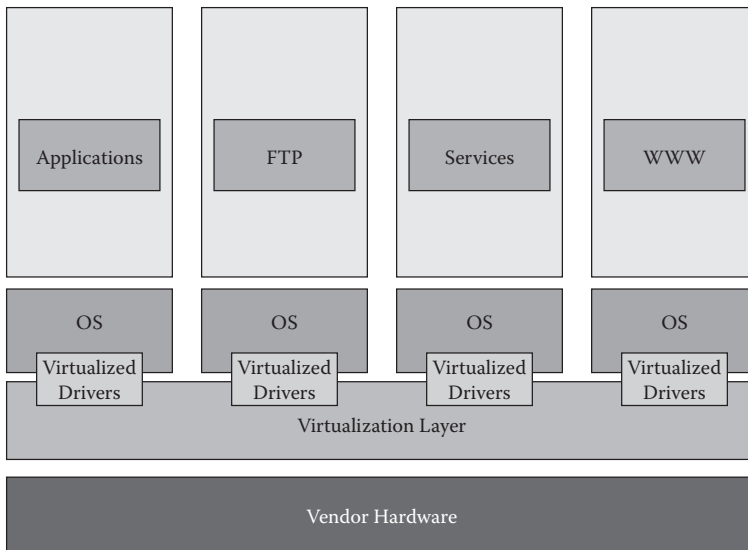 Applications
FTP
Services
WWW
OS
OS
OS
OS
Virtualized
Drivers
Virtualized
Drivers
Virtualized
Drivers
Virtualized
Drivers
Virtualization Layer
Vendor Hardware